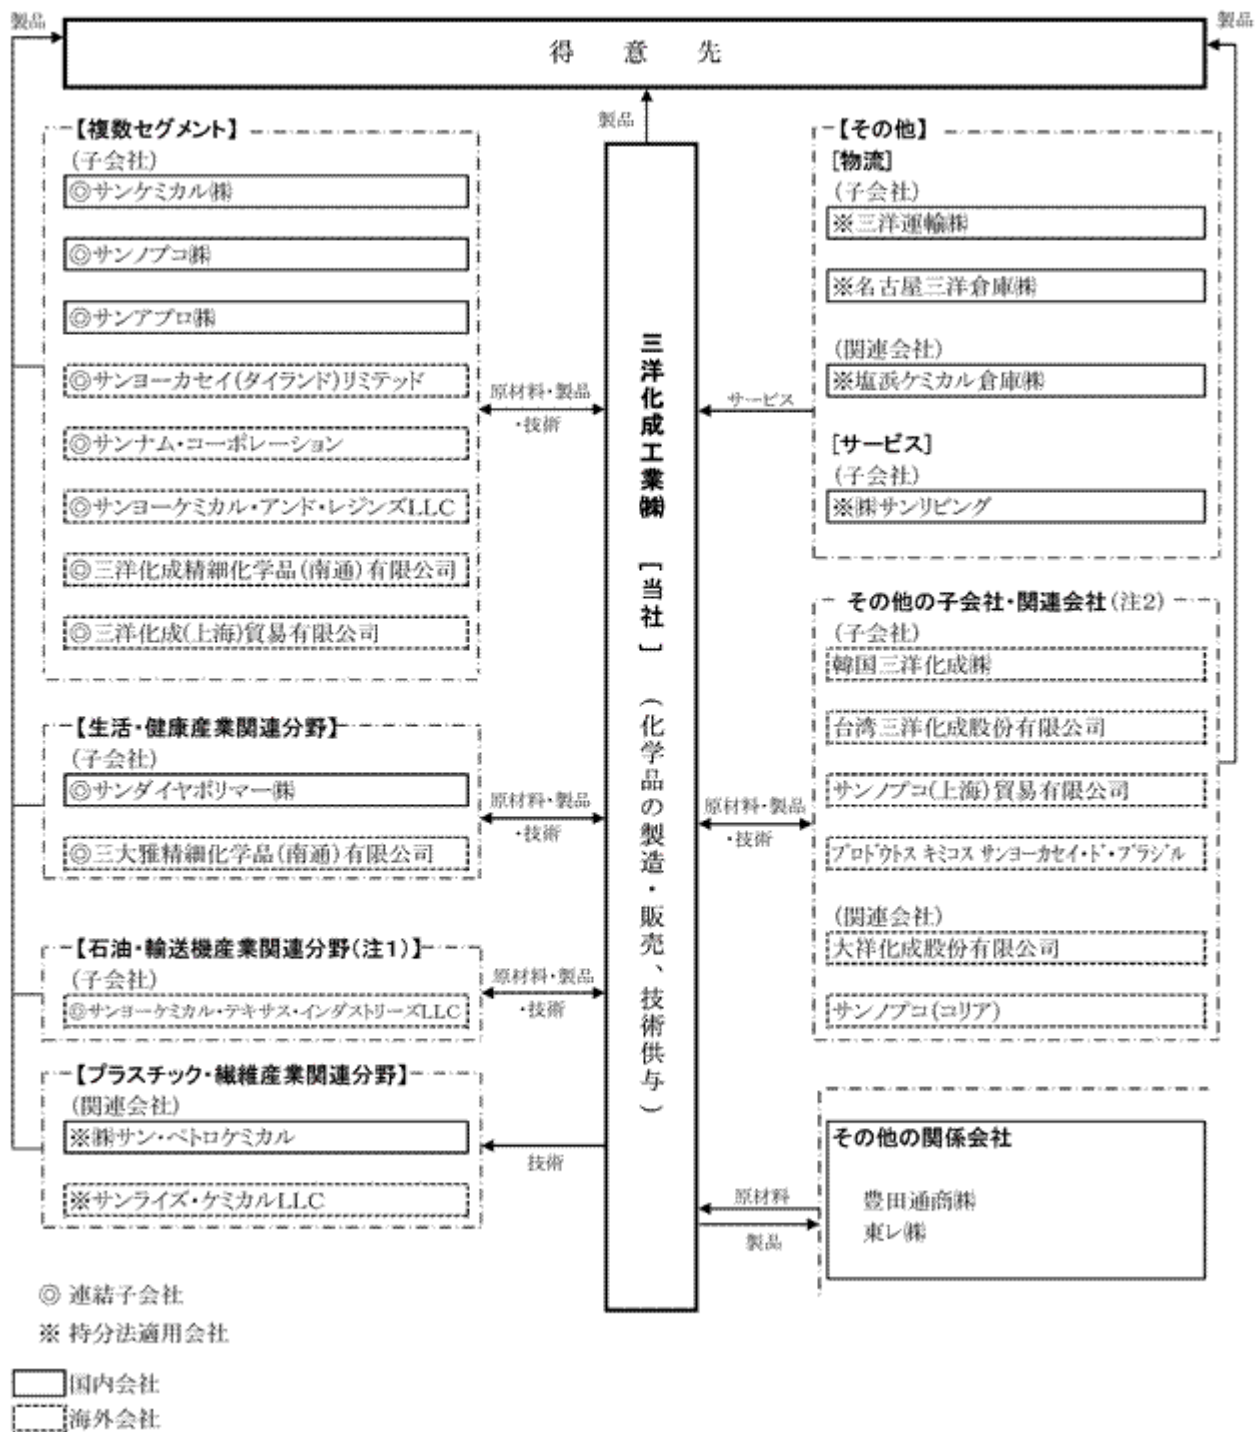 製品
製品
得 意 先
製品
【複数セグメント】
(子会社)
◎サンケミカル㈱
◎サンノプコ㈱
◎サンアプロ㈱
◎サンヨーカセイ(タイランド)リミテッド
◎サンナム・コーポレーション
◎サンヨーケミカル・アンド・レジンズLLC
◎三洋化成精細化学品(南通)有限公司
◎三洋化成(上海)貿易有限公司
原材料・製品
・技術
【生活・健康産業関連分野】
(子会社)
◎サンダイヤポリマー㈱
◎三大雅精細化学品(南通)有限公司
原材料・製品
・技術
【石油・輸送機産業関連分野(注1)】
(子会社)
◎サンヨーケミカル・テキサス・インダストリーズLLC
原材料・製品
・技術
【プラスチック・繊維産業関連分野】
(関連会社)
※㈱サン・ペトロケミカル
※サンライズ・ケミカルLLC
技術
三洋化成工業㈱ [当社] (化学品の製造・販売、技術供与)
【その他】
[物流]
(子会社)
※三洋運輸㈱
※名古屋三洋倉庫㈱
(関連会社)
※塩浜ケミカル倉庫㈱
[サービス]
(子会社)
※㈱サンリビング
サービス
その他の子会社・関連会社(注2)
(子会社)
韓国三洋化成㈱
台湾三洋化成股份有限公司
サンノプコ(上海)貿易有限公司
プロドウトス キミコス サンヨーカセイ・ド・ブラジル
(関連会社)
大祥化成股份有限公司
サンノプコ(コリア)
原材料・製品
・技術
その他の関係会社
豊田通商㈱
東レ㈱
原材料
製品
◎ 連結子会社
※ 持分法適用会社
国内会社
海外会社